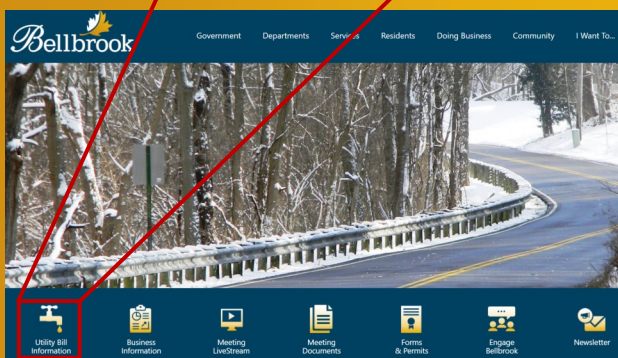 Bellbrook
Government Departments Services Residents Doing Business Community I Want To...
Utility Bill
Information
Business
Information
Meeting
LiveStream
Meeting
Documents
Forms
& Permits
Engage
Bellbrook
Newsletter